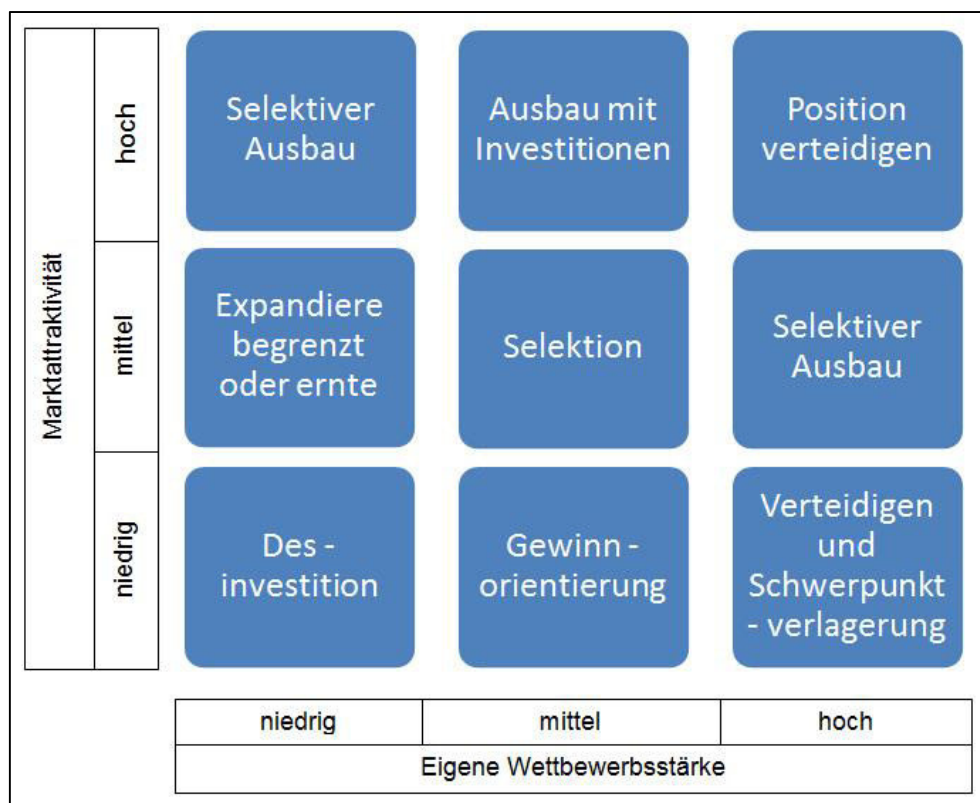 Marktattraktivität
hoch
Selektiver
Ausbau
Ausbau mit
Investitionen
Position
verteidigen
mittel
Expandiere
begrenzt
oder ernte
Selektion
Selektiver
Ausbau
niedrig
Des -
investition
Gewinn -
orientierung
Verteidigen
und
Schwerpunkt
- verlagerung
niedrig
mittel
hoch
Eigene Wettbewerbsstärke